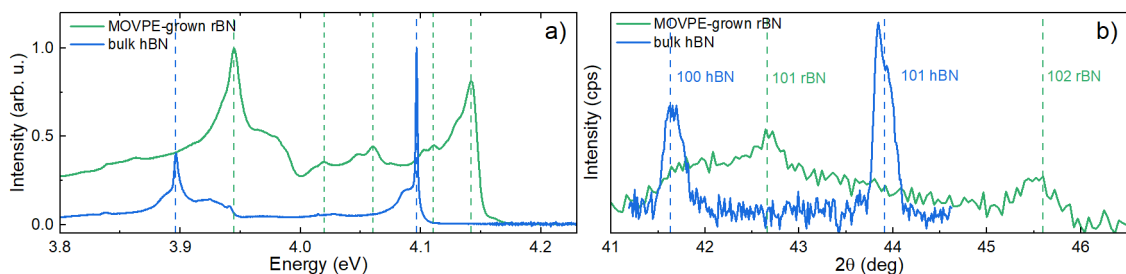 MOVPE-grown rBN
bulk hBN
a)
1.0
0.5
0.0
Intensity (arb. u.)
3.8 3.9 4.0 4.1 4.2
Energy (eV)
MOVPE-grown rBN
bulk hBN
b)
100 hBN
101 rBN
101 hBN
102 rBN
Intensity (cps)
41 42 43 44 45 46
2θ (deg)